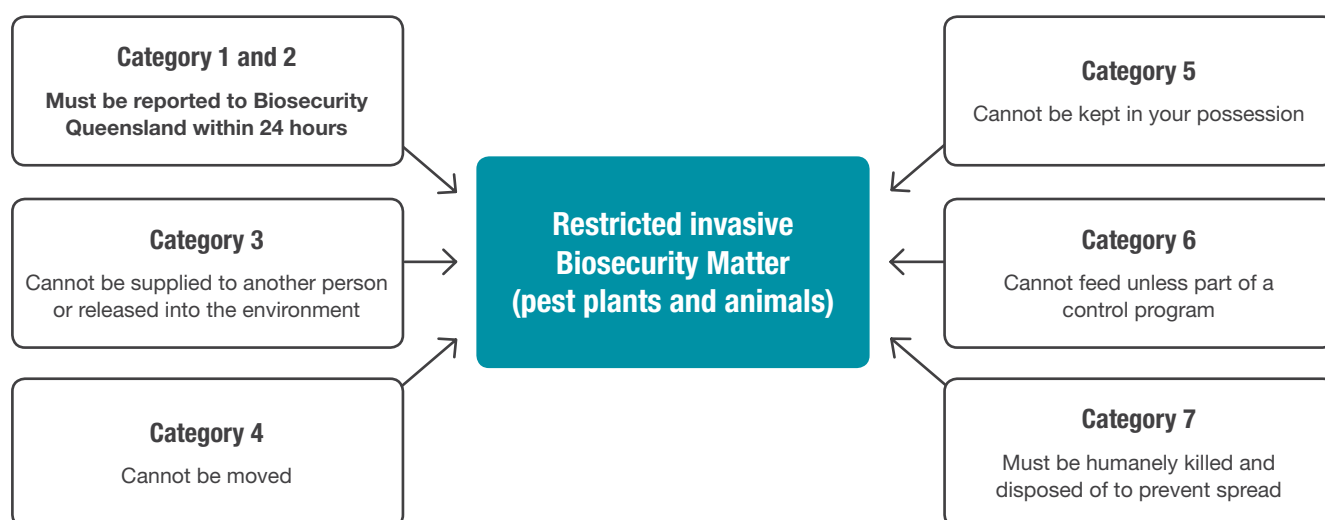 Category 1 and 2
Must be reported to Biosecurity
Queensland within 24 hours
Category 3
Cannot be supplied to another person
or released into the environment
Category 4
Cannot be moved
Restricted invasive
Biosecurity Matter
(pest plants and animals)
Category 5
Cannot be kept in your possession
Category 6
Cannot feed unless part of a
control program
Category 7
Must be humanely killed and
disposed of to prevent spread